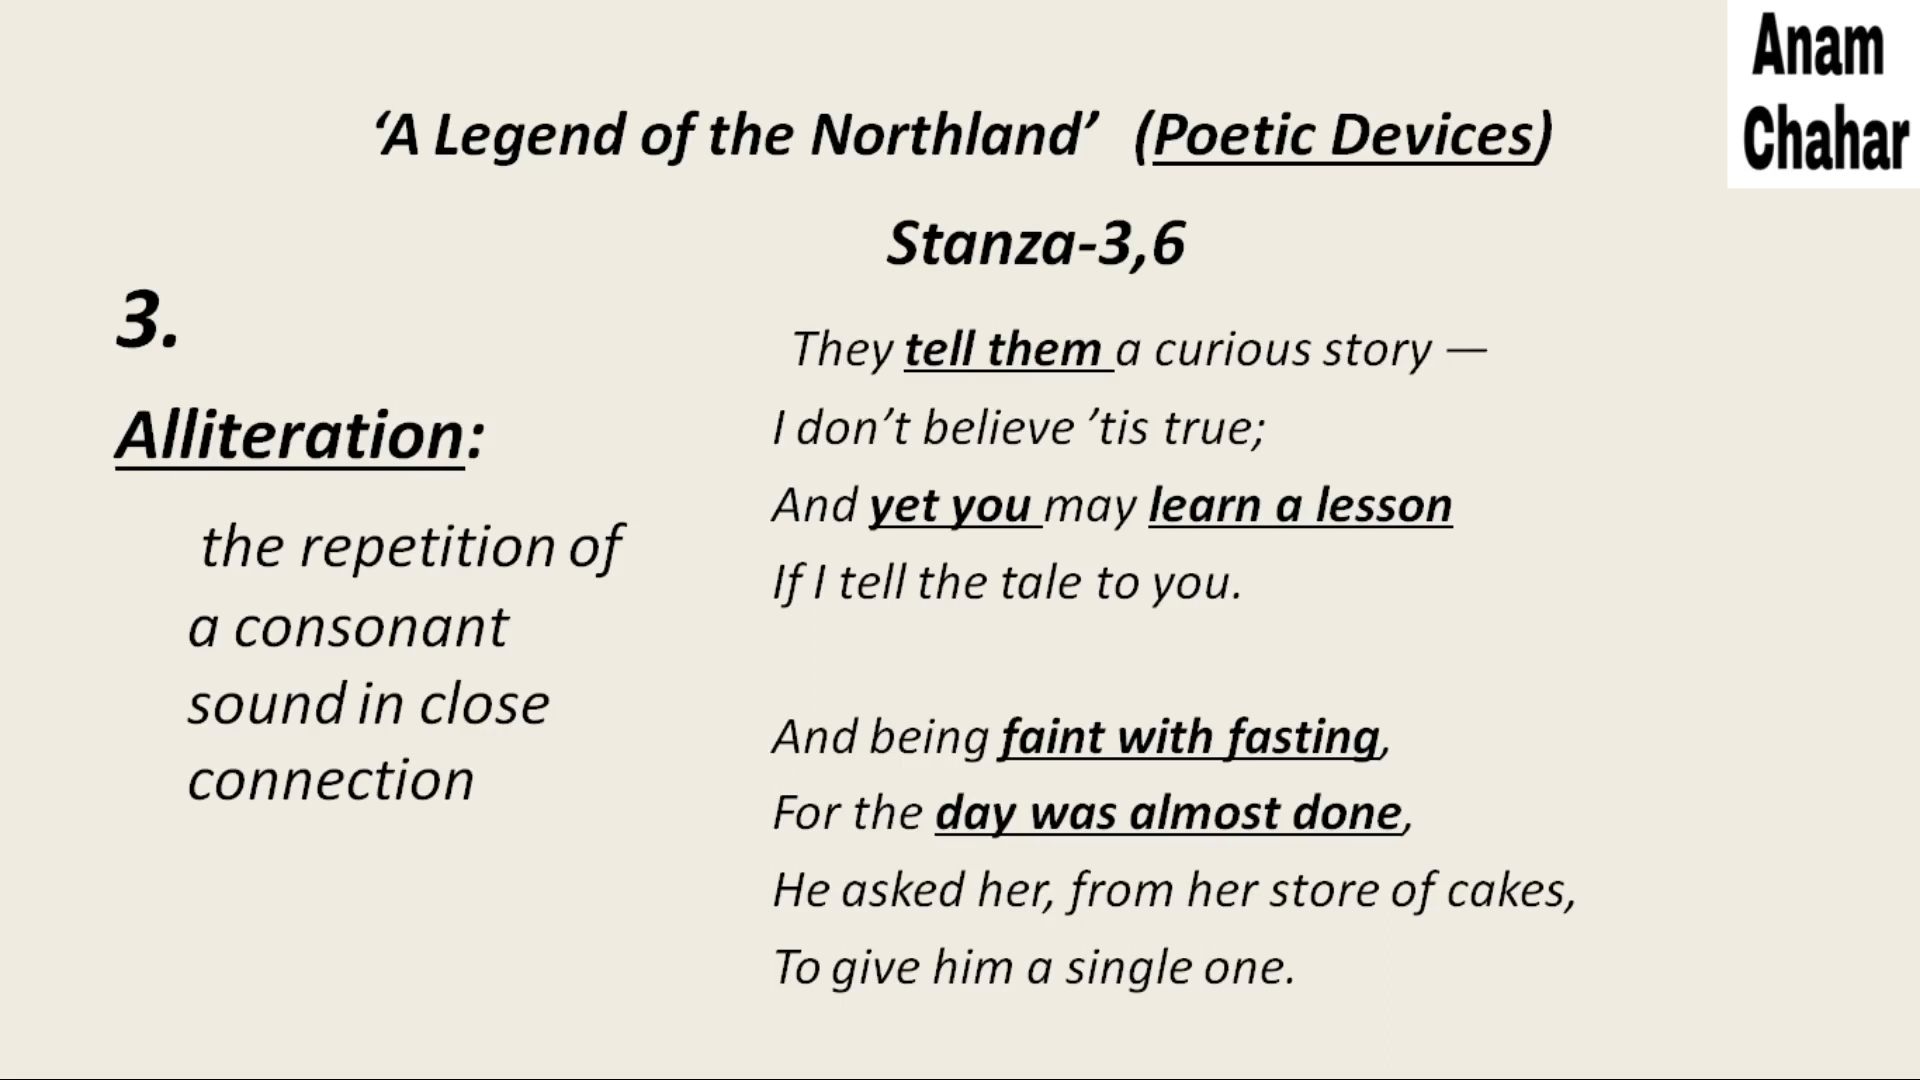 Anam
Chahar
‘A Legend of the Northland’ (Poetic Devices)
Stanza-3,6
3.
Alliteration:
the repetition of
a consonant
sound in close
connection
They tell them a curious story —
I don’t believe ’tis true;
And yet you may learn a lesson
If I tell the tale to you.
And being faint with fasting,
For the day was almost done,
He asked her, from her store of cakes,
To give him a single one.